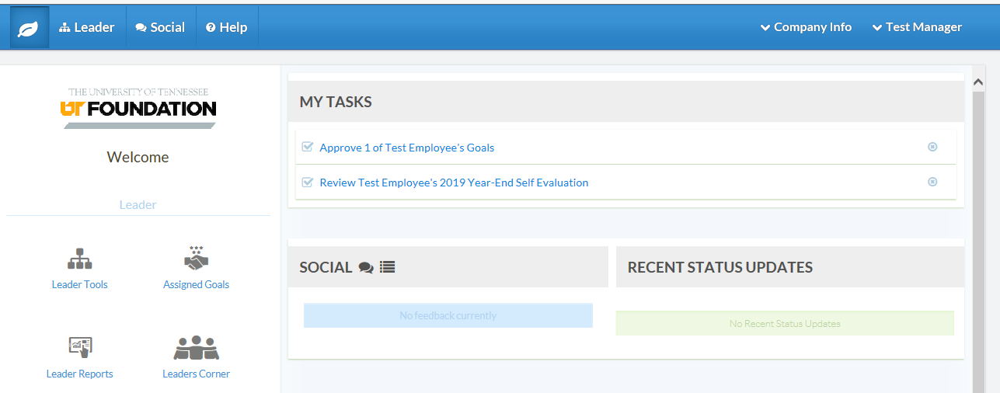 Leader Social Help Company Info Test Manager
THE UNIVERSITY OF TENNESSEE
UT FOUNDATION
Welcome
Leader
Leader Tools Assigned Goals
Leader Reports Leaders Corner
MY TASKS
Approve 1 of Test Employee's Goals
Review Test Employee's 2019 Year-End Self Evaluation
SOCIAL
No feedback currently
RECENT STATUS UPDATES
No Recent Status Updates